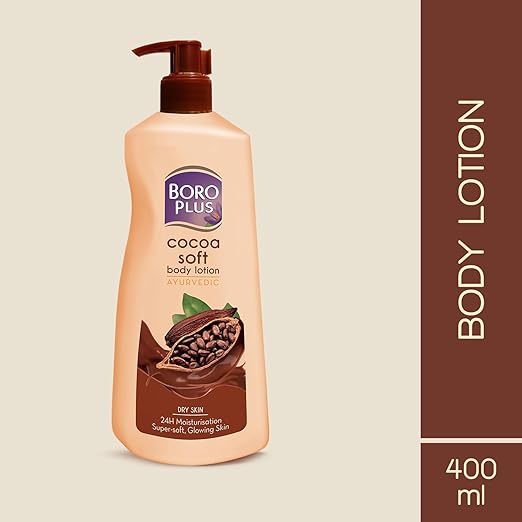 BORO
PLUS
cocoa
soft
body lotion
AYURVEDIC
DRY SKIN
24H Moisturisation
Super-soft, Glowing Skin
BODY LOTION
400
ml